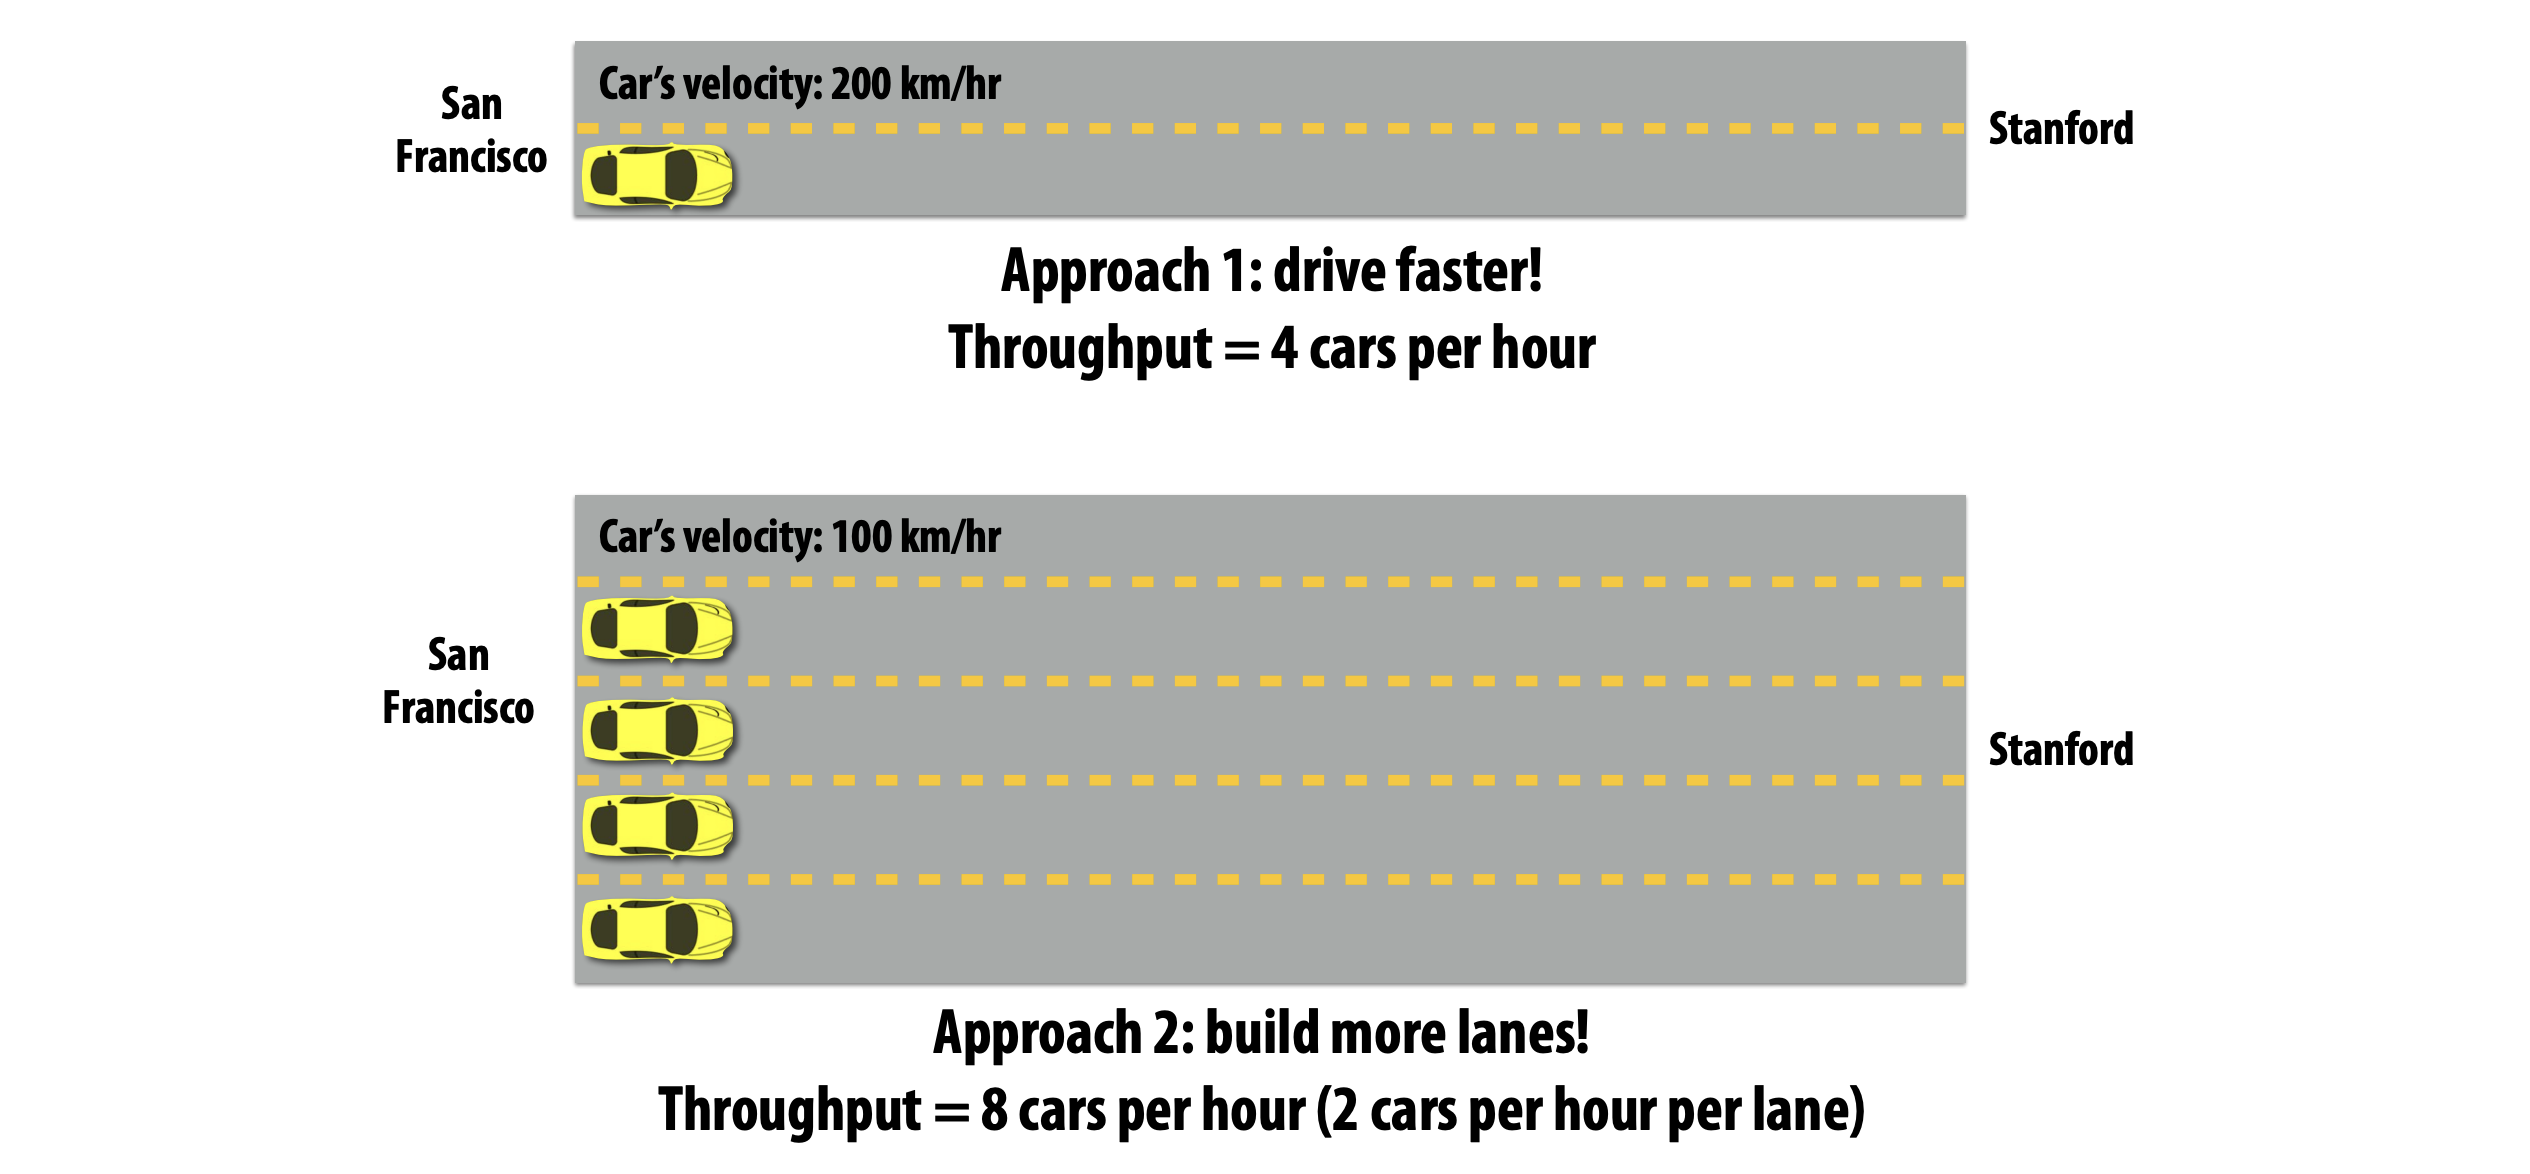 Car’s velocity: 200 km/hr
San
Francisco
Stanford
Approach 1: drive faster!
Throughput = 4 cars per hour
Car’s velocity: 100 km/hr
San
Francisco
Stanford
Approach 2: build more lanes!
Throughput = 8 cars per hour (2 cars per hour per lane)